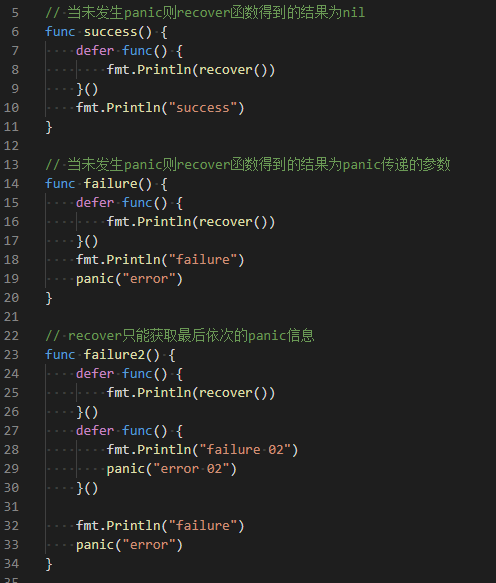 5 // 当未发生panic则recover函数得到的结果为nil
6 func success() {
7 defer func() {
8 fmt.Println(recover())
9 }()
10 fmt.Println("success")
11 }
12
13 // 当未发生panic则recover函数得到的结果为panic传递的参数
14 func failure() {
15 defer func() {
16 fmt.Println(recover())
17 }()
18 fmt.Println("failure")
19 panic("error")
20 }
21
22 // recover只能获取最后依次的panic信息
23 func failure2() {
24 defer func() {
25 fmt.Println(recover())
26 }()
27 defer func() {
28 fmt.Println("failure 02")
29 panic("error 02")
30 }()
31
32 fmt.Println("failure")
33 panic("error")
34 }